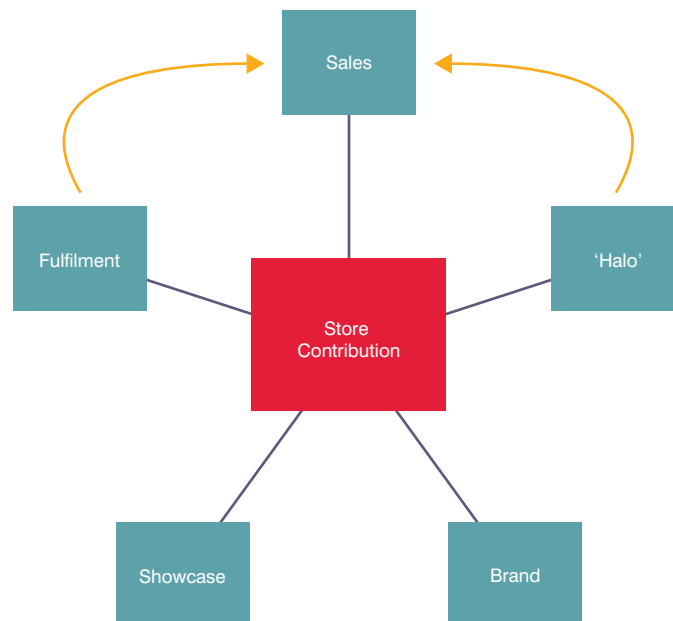 Sales
Fulfilment
‘Halo’
Store
Contribution
Showcase
Brand